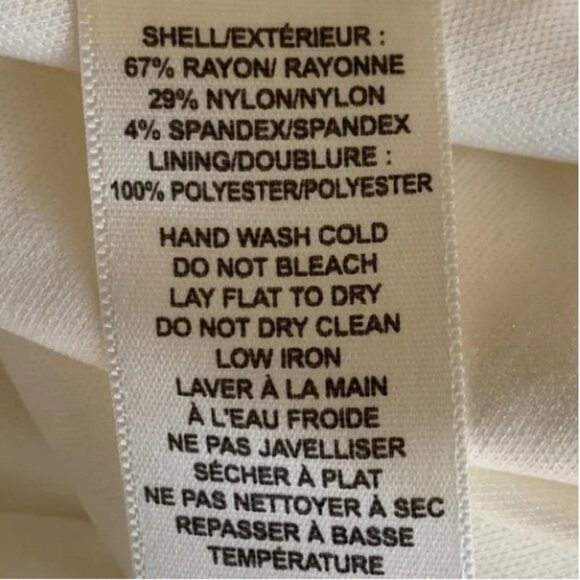 SHELL/EXTÉRIEUR :
67% RAYON/ RAYONNE
29% NYLON/NYLON
4% SPANDEX/SPANDEX
LINING/DOUBLURE :
100% POLYESTER/POLYESTER
HAND WASH COLD
DO NOT BLEACH
LAY FLAT TO DRY
DO NOT DRY CLEAN
LOW IRON
LAVER À LA MAIN
À L'EAU FROIDE
NE PAS JAVELLISER
SÉCHER À PLAT
NE PAS NETTOYER À SEC
REPASSER À BASSE
TEMPÉRATURE